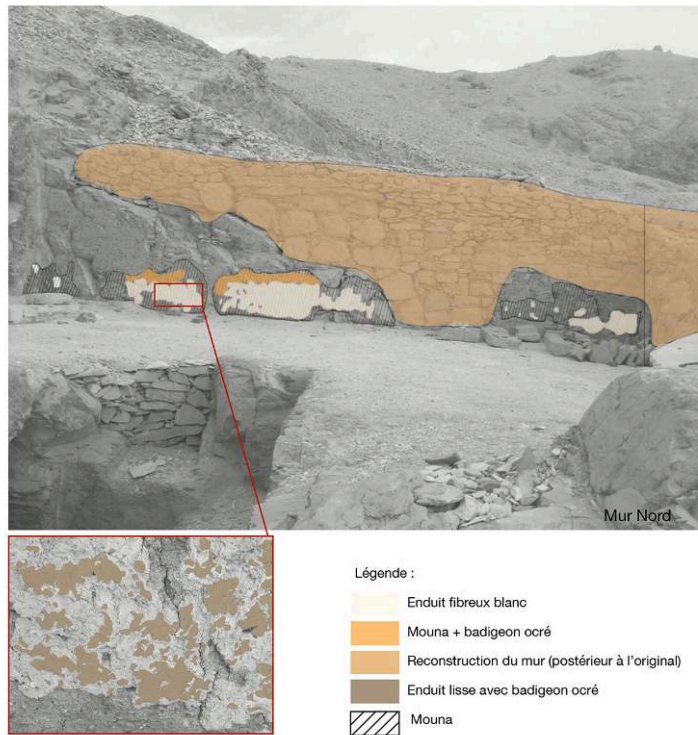 Mur Nord
Légende :
Enduit fibreux blanc
Mouna + badigeon ocré
Reconstruction du mur (postérieur à l'original)
Enduit lisse avec badigeon ocré
Mouna